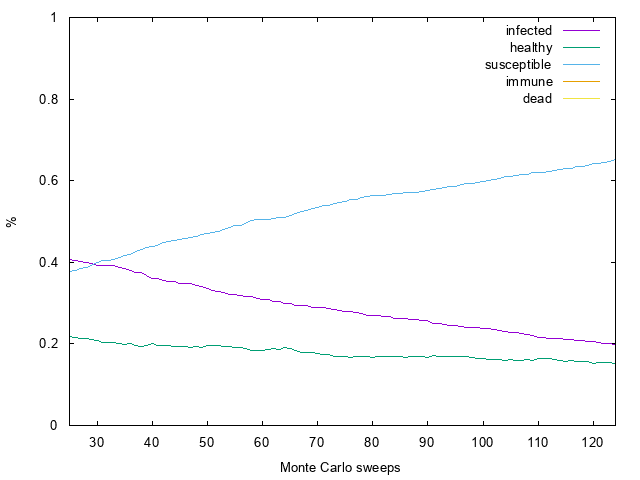 1
0.8
0.6
0.4
0.2
0
%
infected
healthy
susceptible
immune
dead
30 40 50 60 70 80 90 100 110 120
Monte Carlo sweeps